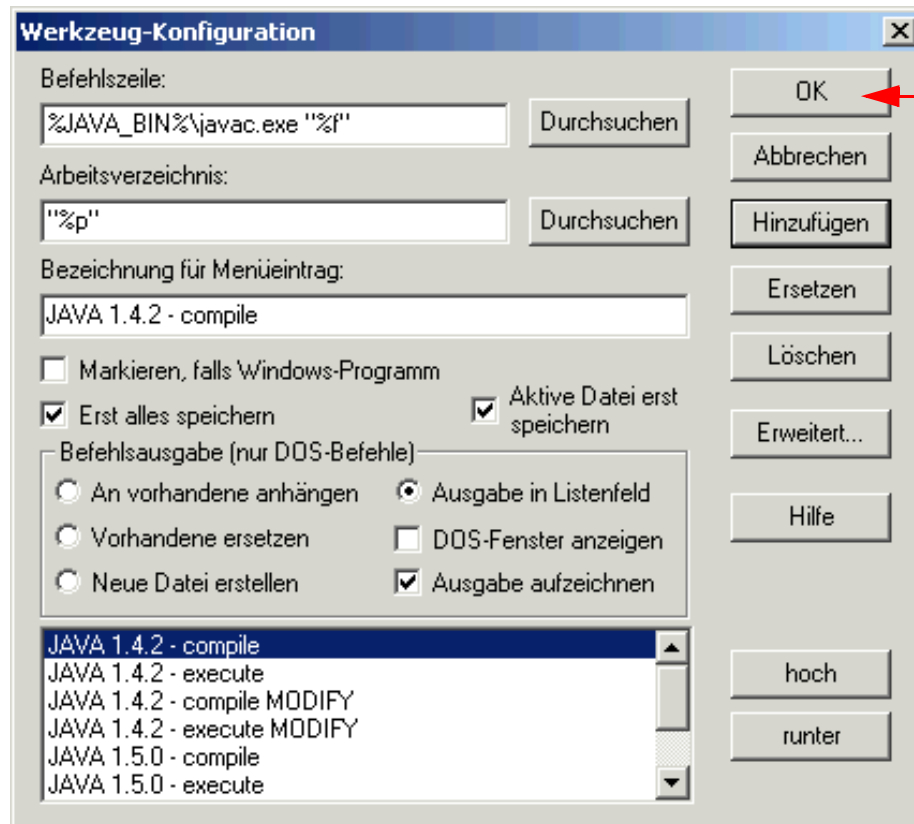 Werkzeug-Konfiguration
Befehlszeile:
%JAVA_BIN%\javac.exe "%f"
Durchsuchen
OK
Abbrechen
Arbeitsverzeichnis:
"%p"
Durchsuchen
Hinzufügen
Bezeichnung für Menüeintrag:
JAVA 1.4.2 - compile
Ersetzen
Löschen
Markieren, falls Windows-Programm
Erst alles speichern
Aktive Datei erst
speichern
Erweitert...
Befehlsausgabe (nur DOS-Befehle)
An vorhandene anhängen
Ausgabe in Listenfeld
Hilfe
Vorhandene ersetzen
DOS-Fenster anzeigen
Neue Datei erstellen
Ausgabe aufzeichnen
JAVA 1.4.2 - compile
JAVA 1.4.2 - execute
JAVA 1.4.2 - compile MODIFY
JAVA 1.4.2 - execute MODIFY
JAVA 1.5.0 - compile
JAVA 1.5.0 - execute
hoch
runter